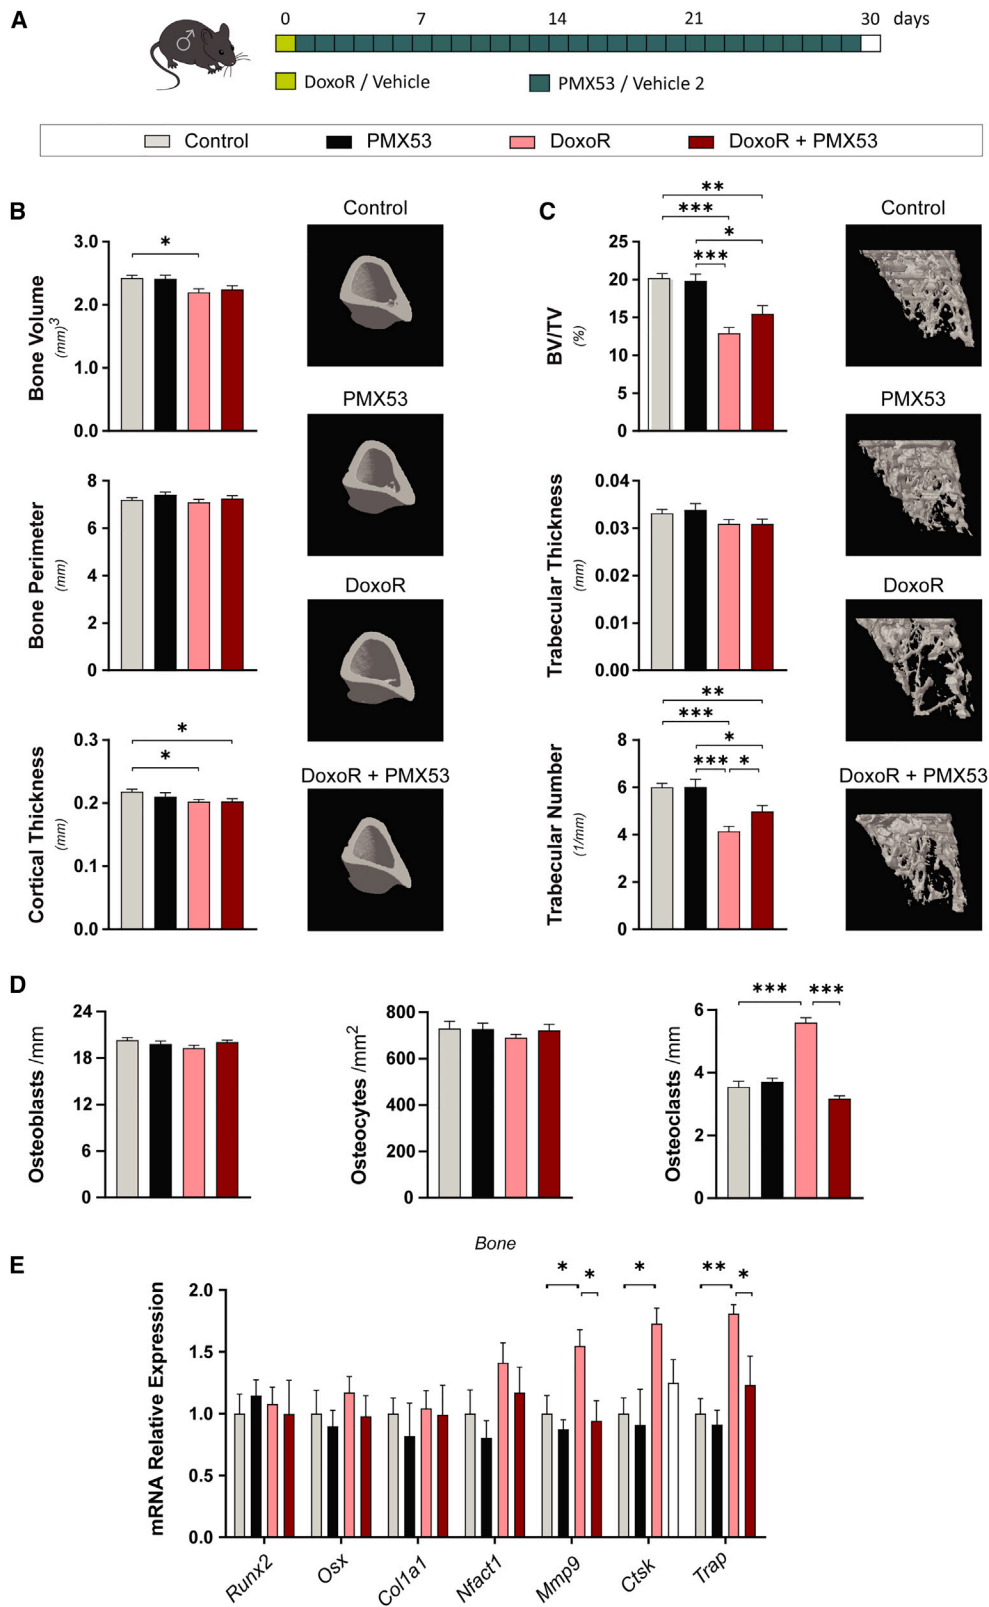 A
0 7 14 21 30 days
♂
DoxoR / Vehicle PMX53 / Vehicle 2
Control PMX53 DoxoR DoxoR + PMX53
B
Bone Volume
(mm)3
3.0
2.0
1.0
0.0
*
Bone Perimeter
(mm)
8
6
4
2
0
Cortical Thickness
(mm)
0.3
0.2
0.1
0.0
*
*
Control
PMX53
DoxoR
DoxoR + PMX53
C
BV/TV
(%)
25
20
15
10
5
0
**
***
*
***
Trabecular Thickness
(mm)
0.04
0.03
0.02
0.01
0.00
Trabecular Number
(1/mm)
8
6
4
2
0
**
***
*
*** *
Control
PMX53
DoxoR
DoxoR + PMX53
D
Osteoblasts /mm
24
18
12
6
0
Osteocytes /mm2
800
600
400
200
0
Osteoclasts /mm
6
4
2
0
*** ***
E
Bone
mRNA Relative Expression
2.0
1.5
1.0
0.5
0.0
* * * ** *
Runx2 Osx Col1a1 Nfact1 Mmp9 Ctsk Trap